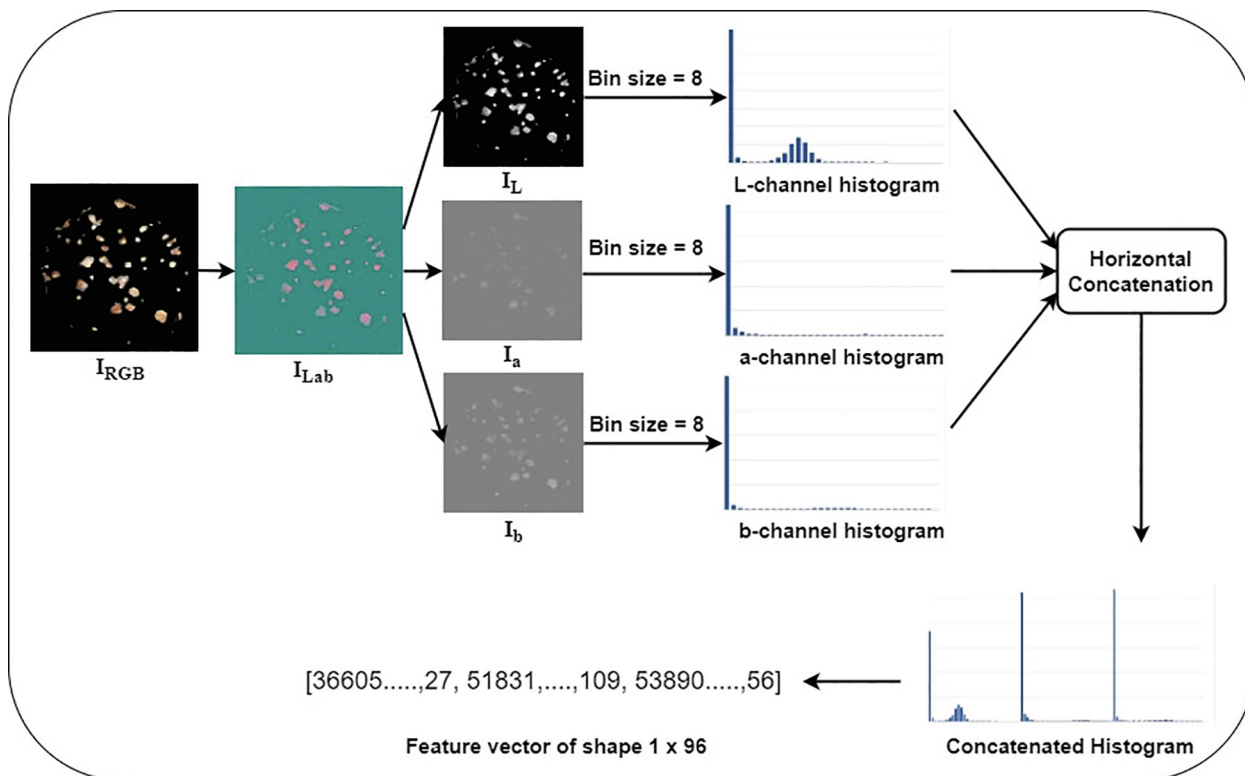 Bin size = 8
I_L
L-channel histogram
I_RGB
I_Lab
Bin size = 8
I_a
a-channel histogram
Horizontal
Concatenation
Bin size = 8
I_b
b-channel histogram
[36605.....,27, 51831,....,109, 53890.....,56]
Feature vector of shape 1 x 96
Concatenated Histogram